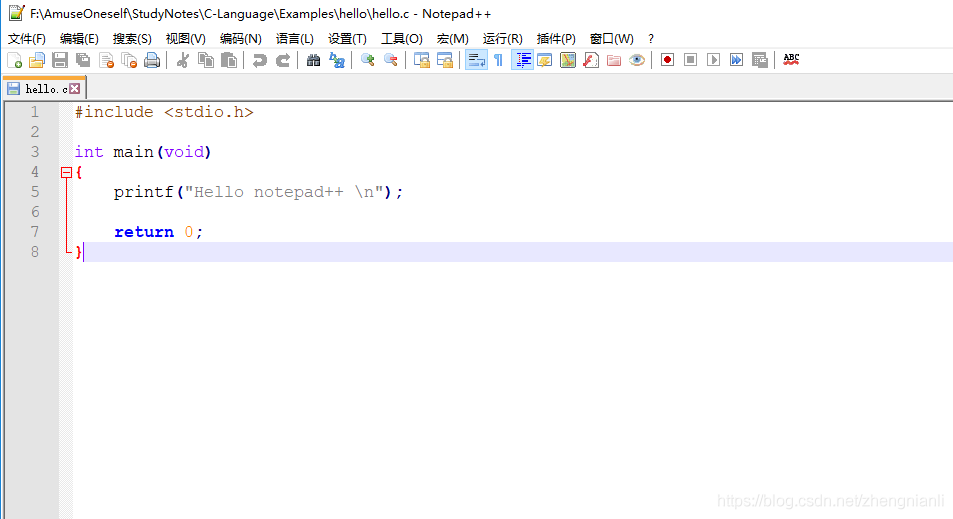 F:\AmuseOneself\StudyNotes\C-Language\Examples\hello\hello.c - Notepad++
文件(F) 编辑(E) 搜索(S) 视图(V) 编码(N) 语言(L) 设置(T) 工具(O) 宏(M) 运行(R) 插件(P) 窗口(W) ?
ABC
hello.c
1 #include <stdio.h>
2
3 int main(void)
4 {
5     printf("Hello notepad++ \n");
6
7     return 0;
8 }
https://blog.csdn.net/zhengnianli